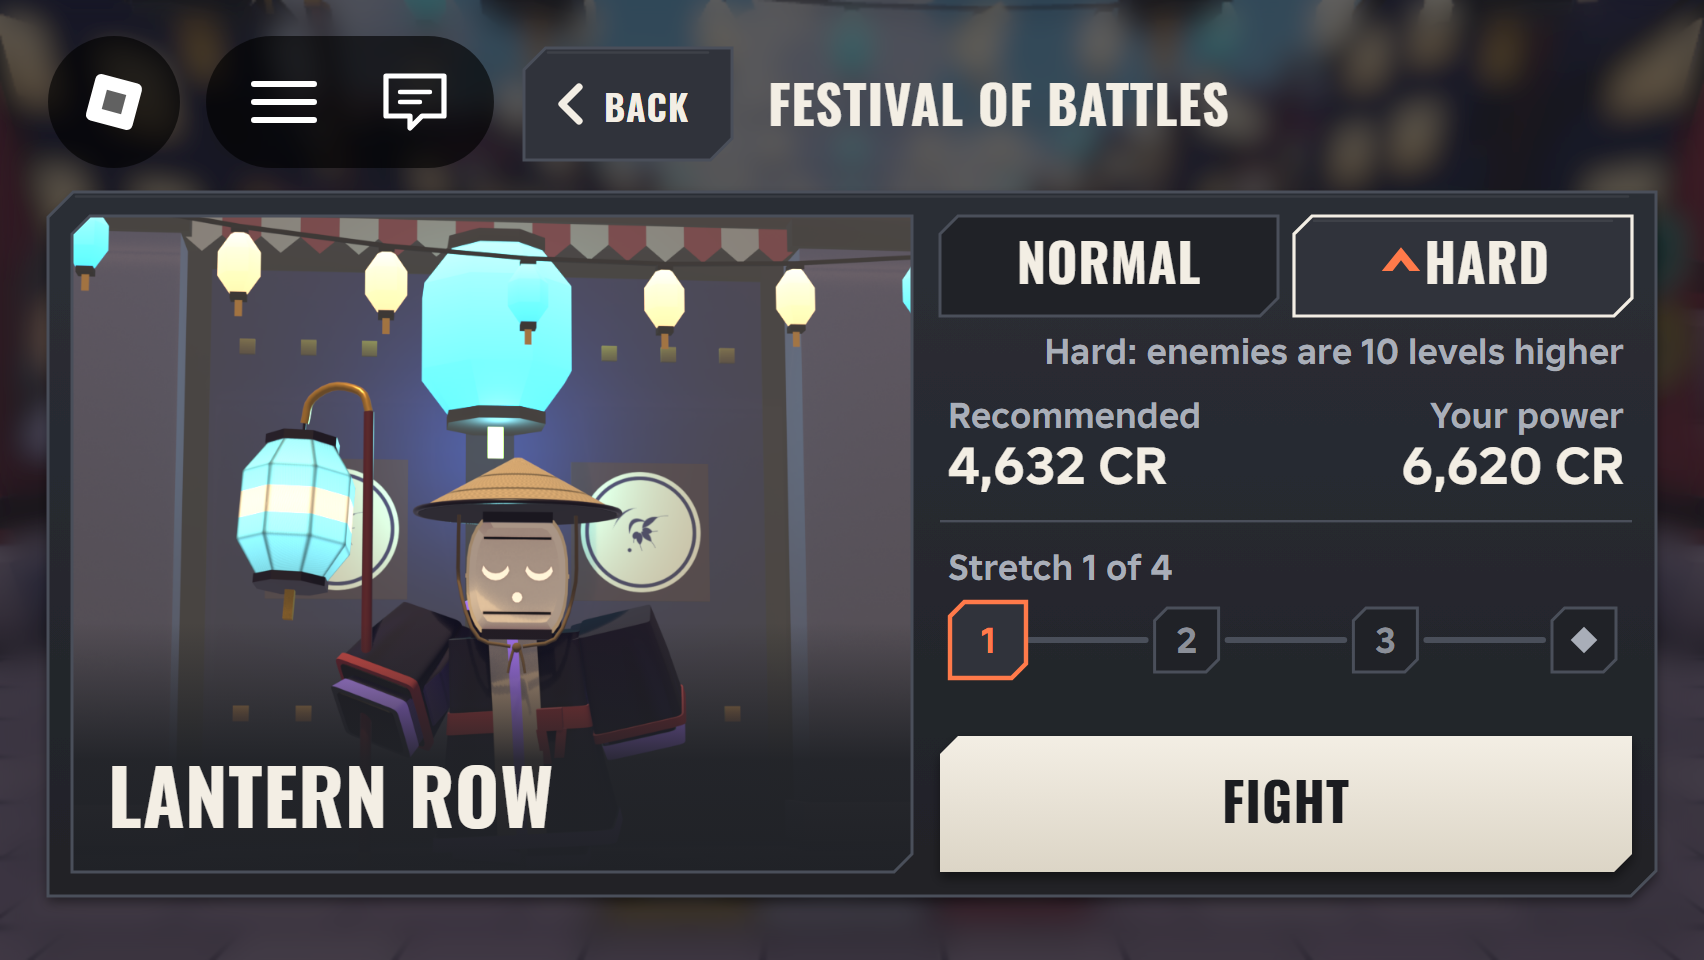 BACK
FESTIVAL OF BATTLES
NORMAL
HARD
Hard: enemies are 10 levels higher
Recommended
4,632 CR
Your power
6,620 CR
Stretch 1 of 4
1
2
3
FIGHT
LANTERN ROW